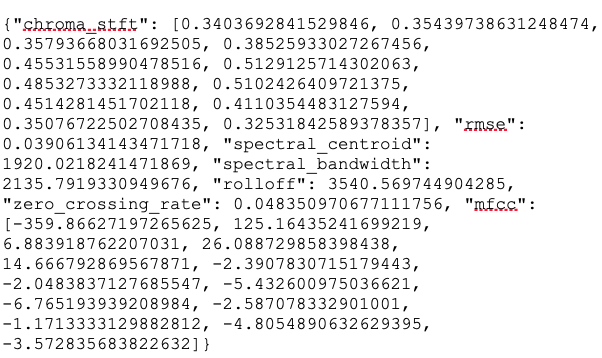 {"chroma_stft": [0.3403692841529846, 0.35439738631248474,
0.35793668031692505, 0.38525933027267456,
0.45531558990478516, 0.5129125714302063,
0.4853273332118988, 0.5102426409721375,
0.4514281451702118, 0.4110354483127594,
0.35076722502708435, 0.32531842589378357], "rmse":
0.03906134143471718, "spectral_centroid":
1920.0218241471869, "spectral_bandwidth":
2135.7919330949676, "rolloff": 3540.569744904285,
"zero_crossing_rate": 0.048350970677111756, "mfcc":
[-359.86627197265625, 125.16435241699219,
6.883918762207031, 26.088729858398438,
14.666792869567871, -2.3907830715179443,
-2.0483837127685547, -5.432600975036621,
-6.765193939208984, -2.587078332901001,
-1.1713333129882812, -4.8054890632629395,
-3.572835683822632]}